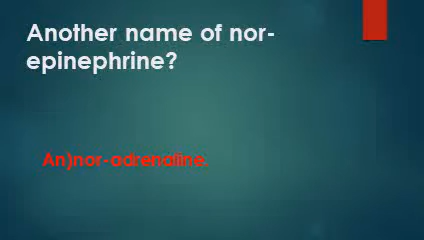 Another name of nor-
epinephrine?
An)nor-adrenaline.